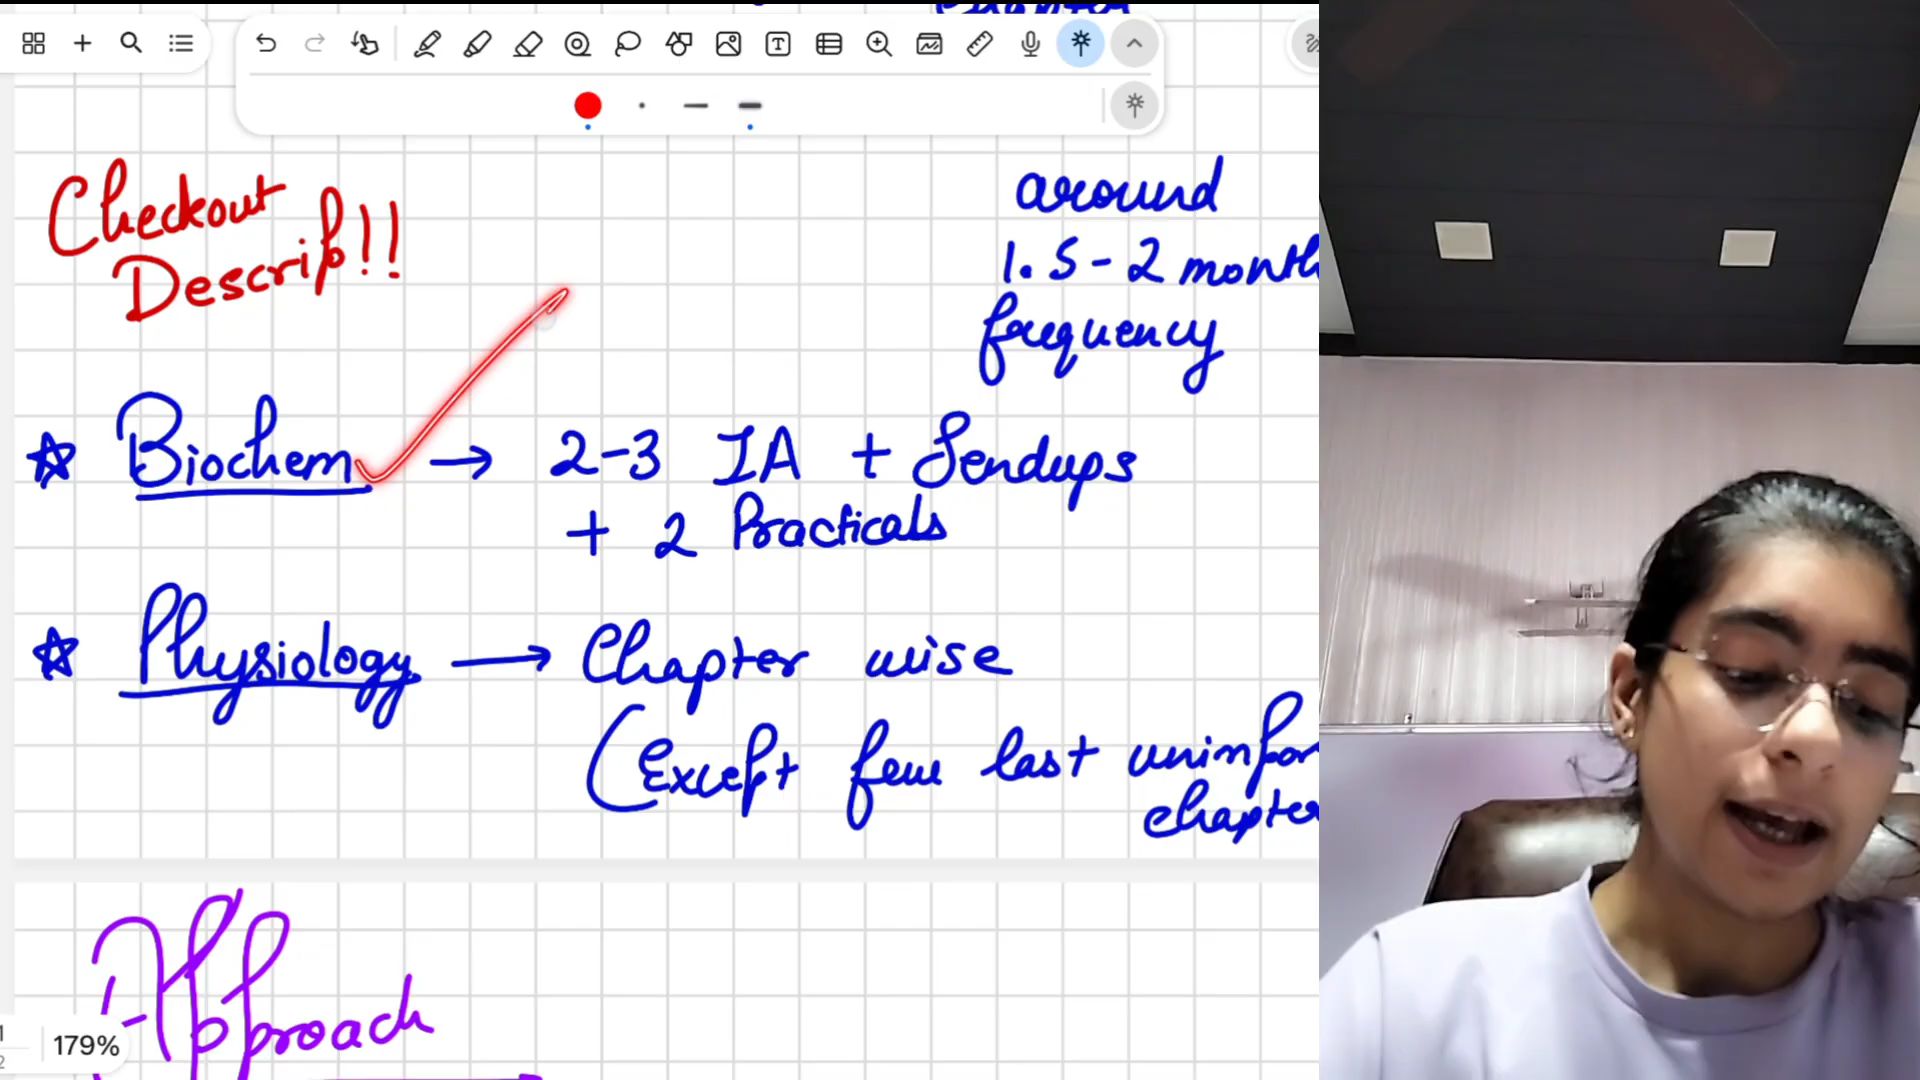 Checkout
Descrip!!
around
1.5-2 month
frequency
☆ Biochem → 2-3 IA + Sendups
+ 2 Practicals
☆ Physiology → Chapter wise
(Except few last unimpor
chapter
Approach
179%